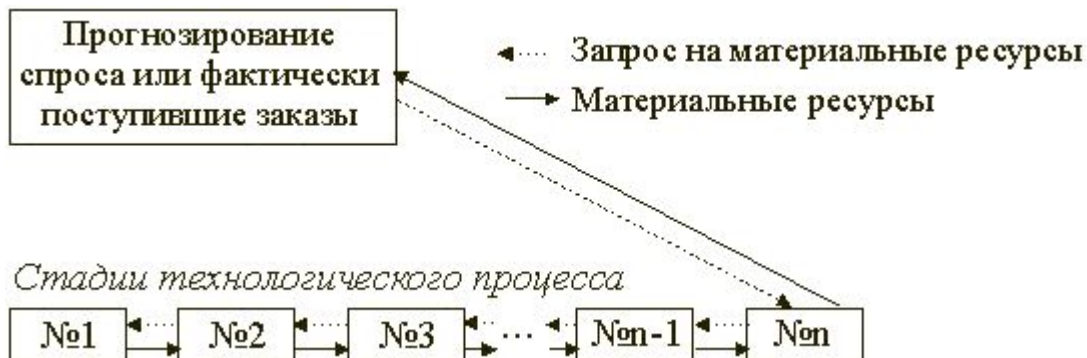 Прогнозирование
спроса или фактически
поступившие заказы
Запрос на материальные ресурсы
Материальные ресурсы
Стадии технологического процесса
№1 №2 №3 ... №n-1 №n